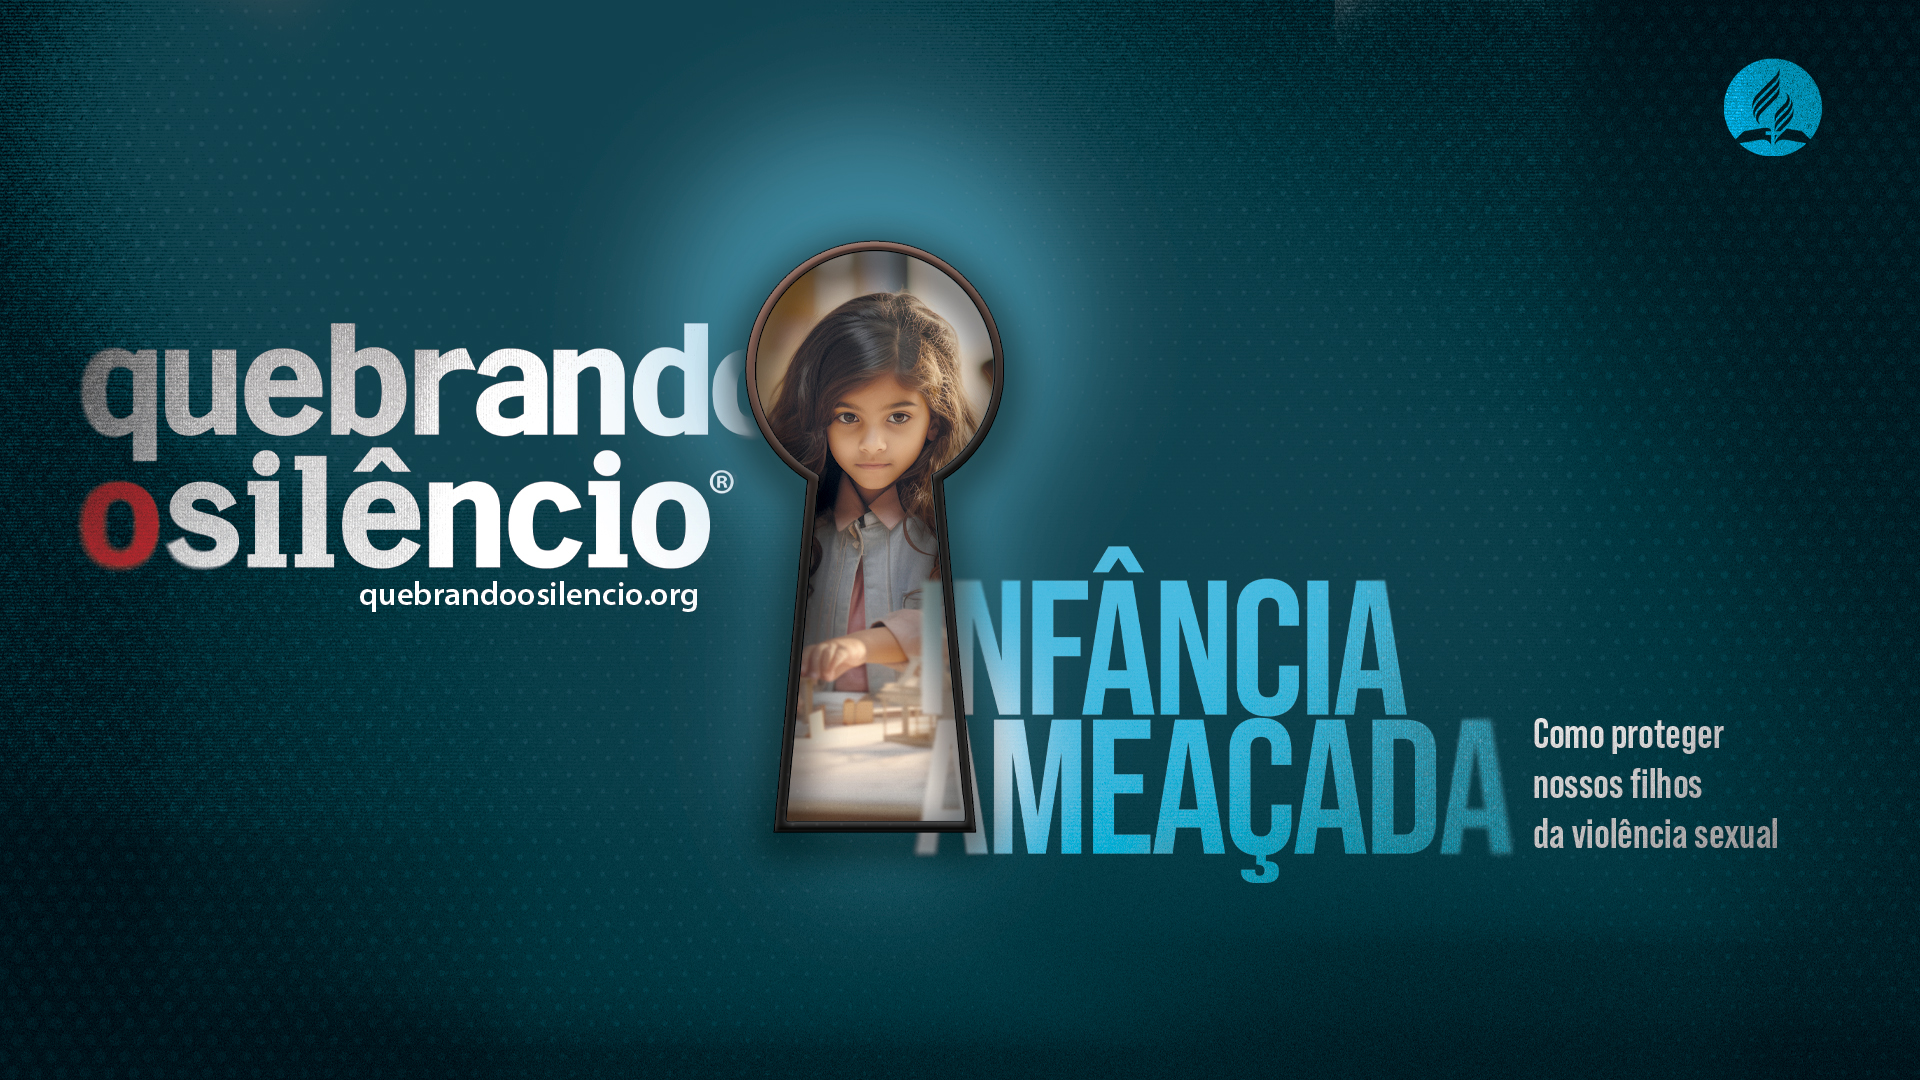 quebrando
osilêncio®
quebrandoosilencio.org
INFÂNCIA
AMEAÇADA
Como proteger
nossos filhos
da violência sexual